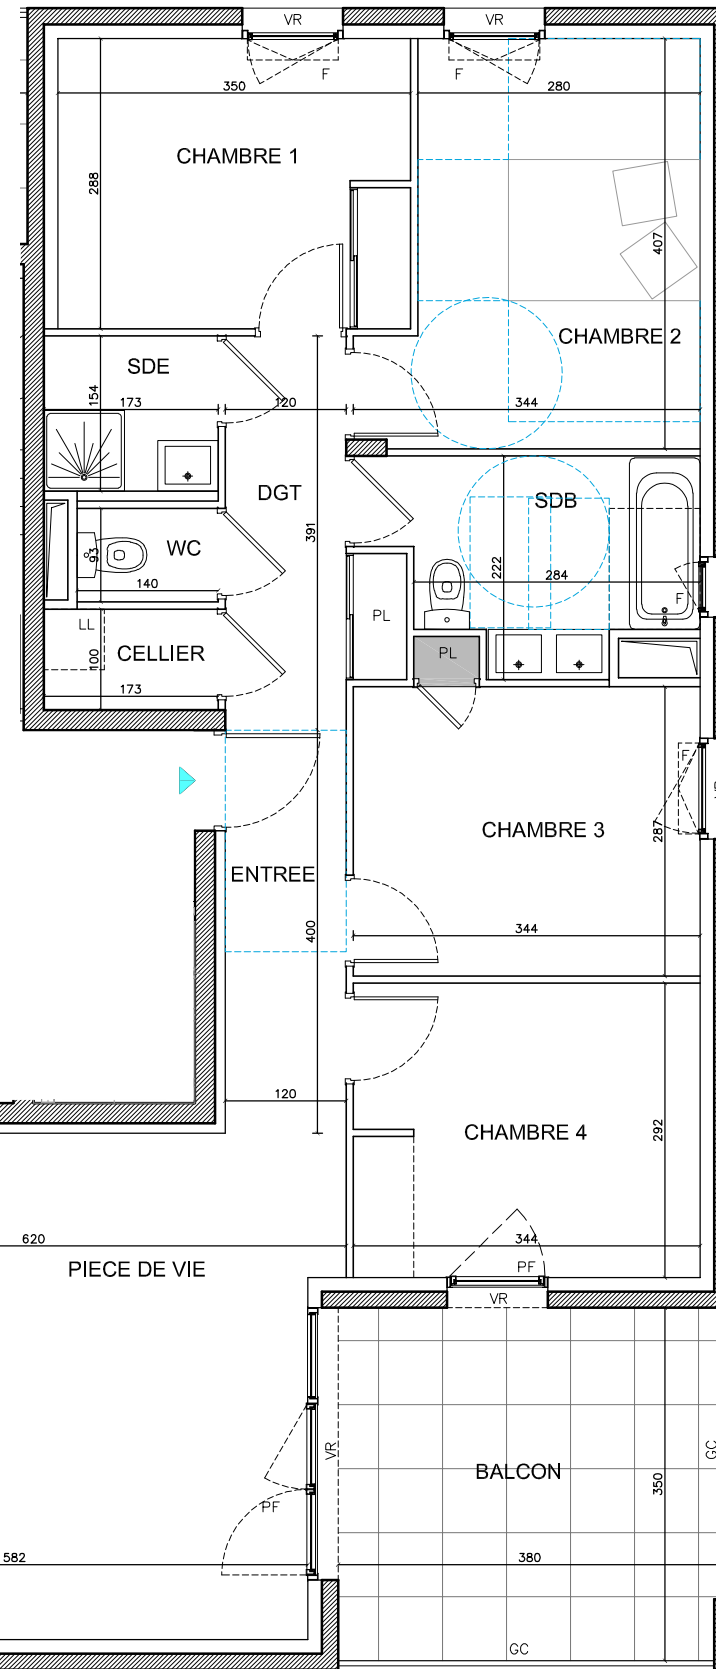 VR
VR
F
F
350
280
CHAMBRE 1
288
407
CHAMBRE 2
SDE
154
173
120
344
DGT
SDB
391
WC
93
222
284
140
F
PL
LL
CELLIER
100
PL
173
F
CHAMBRE 3
287
ENTREE
400
344
120
CHAMBRE 4
292
620
344
PIECE DE VIE
PF
VR
VR
GC
BALCON
350
PF
582
380
GC